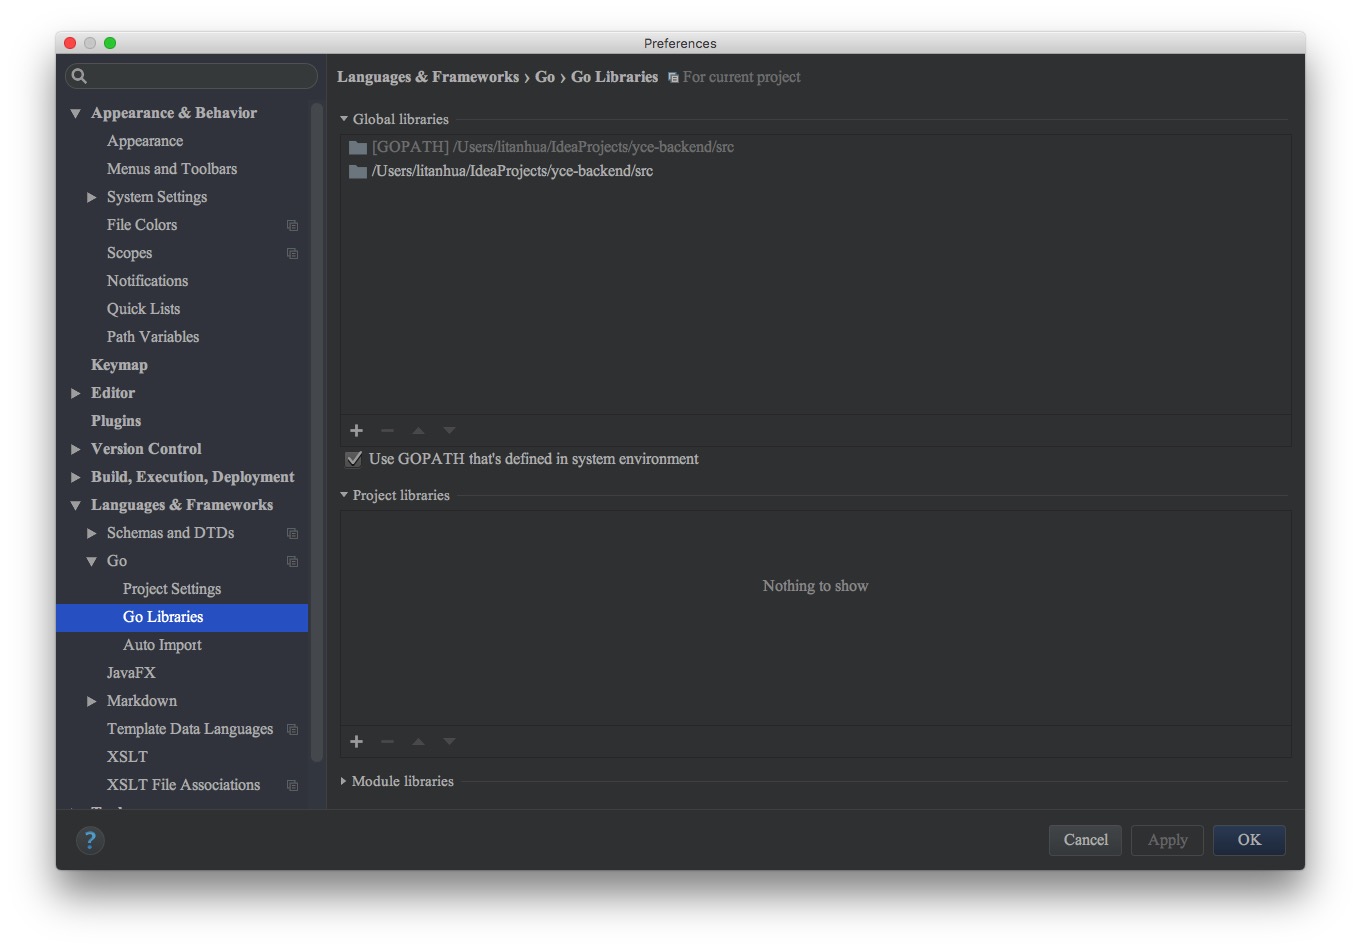 Preferences
Appearance & Behavior
Appearance
Menus and Toolbars
System Settings
File Colors
Scopes
Notifications
Quick Lists
Path Variables
Keymap
Editor
Plugins
Version Control
Build, Execution, Deployment
Languages & Frameworks
Schemas and DTDs
Go
Project Settings
Go Libraries
Auto Import
JavaFX
Markdown
Template Data Languages
XSLT
XSLT File Associations
Languages & Frameworks › Go › Go Libraries For current project
Global libraries
[GOPATH] /Users/litanhua/IdeaProjects/yce-backend/src
/Users/litanhua/IdeaProjects/yce-backend/src
Use GOPATH that's defined in system environment
Project libraries
Nothing to show
Module libraries
?
Cancel
Apply
OK